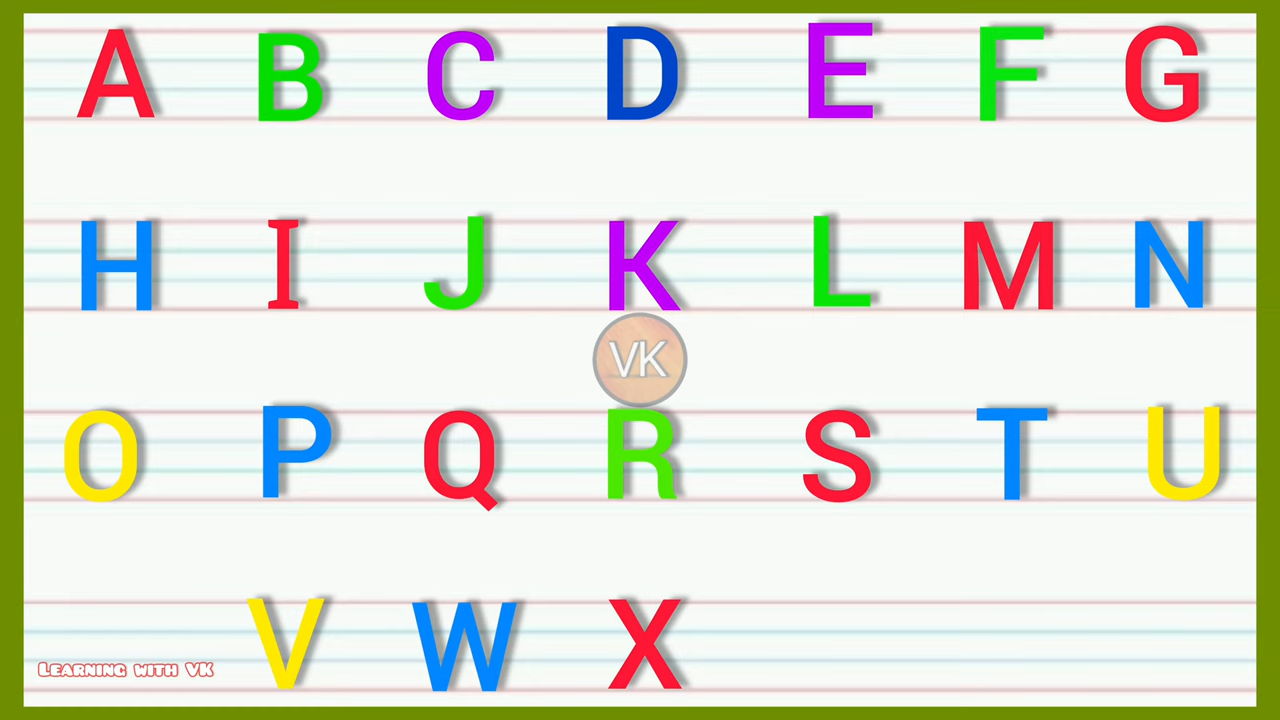 A B C D E F G
H I J K L M N
VK
O P Q R S T U
V W X
Learning with VK